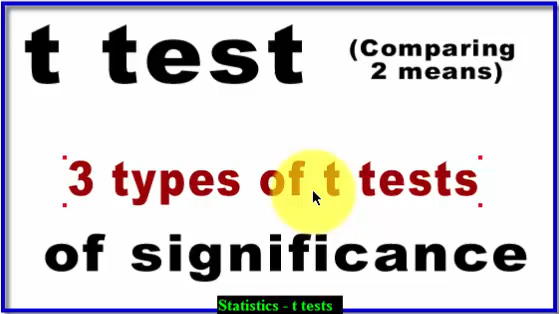 t test
(Comparing
2 means)
3 types of t tests
of significance
Statistics - t tests